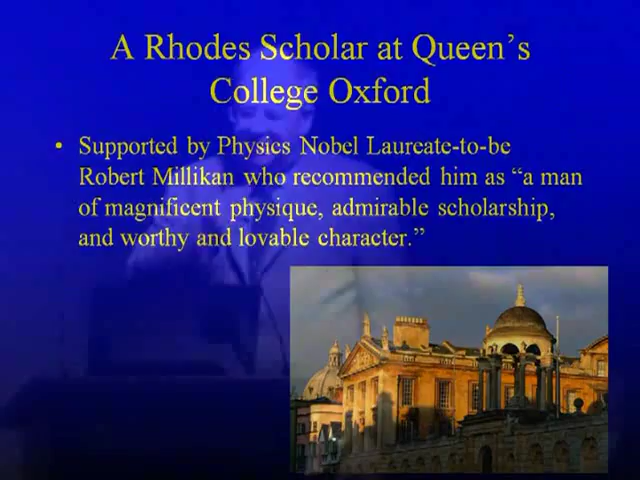 A Rhodes Scholar at Queen's
College Oxford
• Supported by Physics Nobel Laureate-to-be
Robert Millikan who recommended him as “a man
of magnificent physique, admirable scholarship,
and worthy and lovable character.”